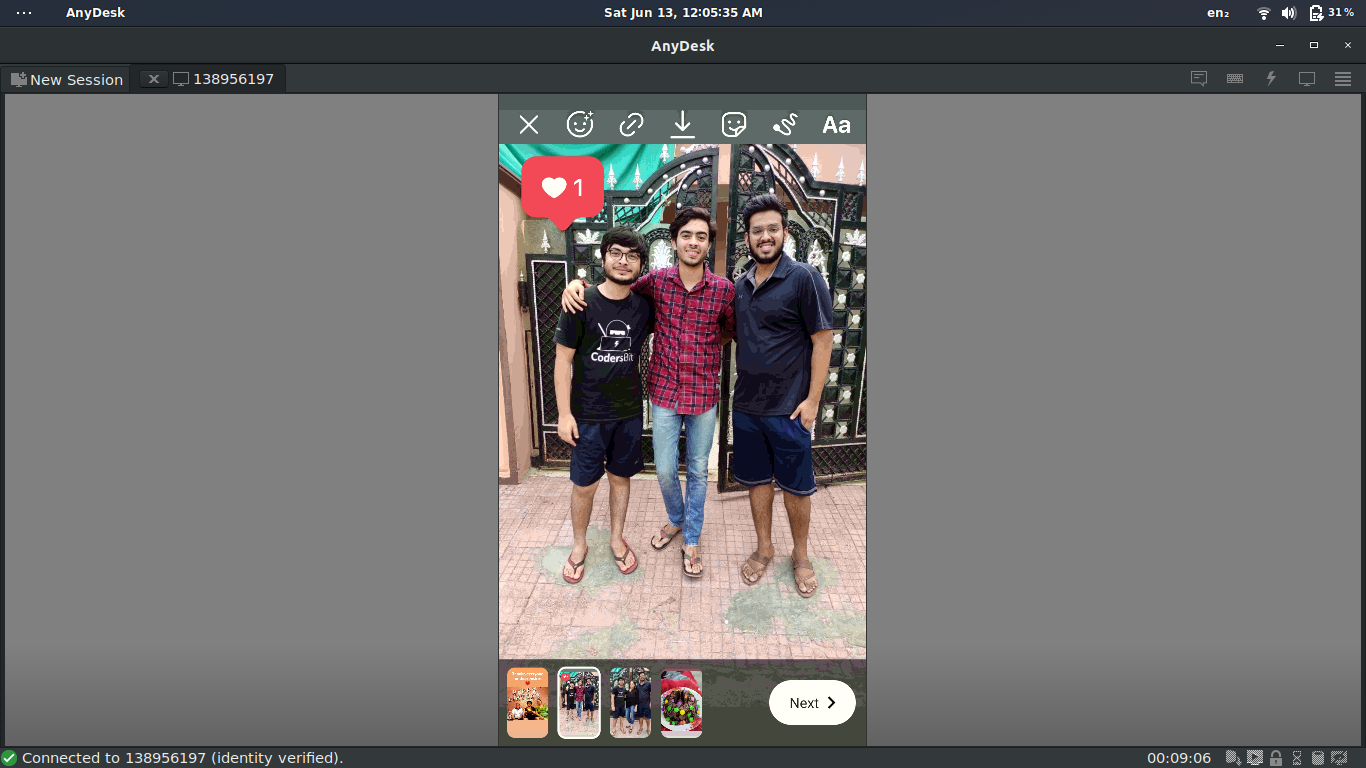 AnyDesk
Sat Jun 13, 12:05:35 AM
en₂
31 %
AnyDesk
New Session
138956197
Aa
1
CodersBit
Next
Connected to 138956197 (identity verified).
00:09:06